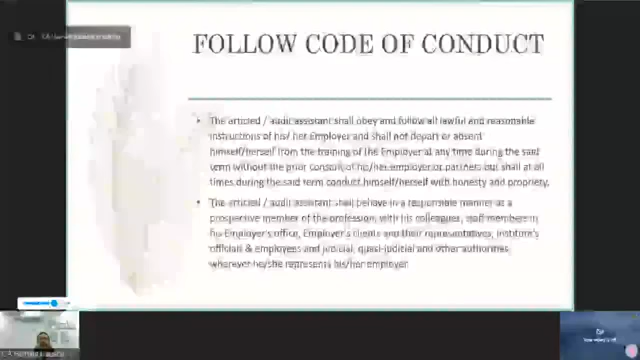 FOLLOW CODE OF CONDUCT
• The articled / audit assistant shall obey and follow all lawful and reasonable
instructions of his/ her Employer and shall not depart or absent
himself/herself from the training of the Employer at any time during the said
term without the prior consent of his/her employer or partners but shall at all
times during the said term conduct himself/herself with honesty and propriety.
• The articled / audit assistant shall behave in a responsible manner as a
prospective member of the profession, with his colleagues, staff members in
his Employer's office, Employer's clients and their representatives, Institute's
officials & employees and judicial, quasi-judicial and other authorities
wherever he/she represents his/her employer